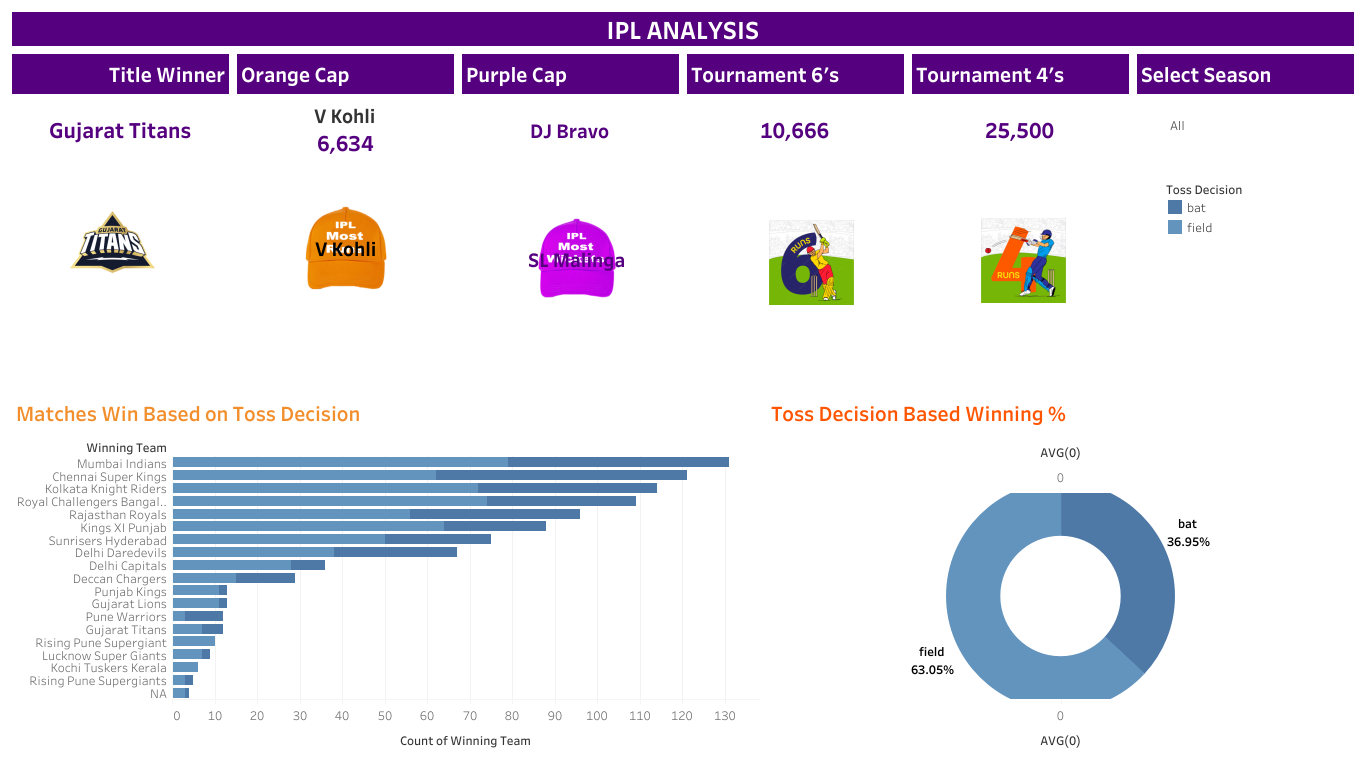 IPL ANALYSIS
Title Winner
Orange Cap
Purple Cap
Tournament 6’s
Tournament 4’s
Select Season
Gujarat Titans
V Kohli
6,634
DJ Bravo
10,666
25,500
All
Toss Decision
bat
field
GUJARAT
TITANS
IPL
Most
V Kohli
IPL
Most
SL Malinga
RUNS
6
4
RUNS
Matches Win Based on Toss Decision
Winning Team
Mumbai Indians
Chennai Super Kings
Kolkata Knight Riders
Royal Challengers Bangal..
Rajasthan Royals
Kings XI Punjab
Sunrisers Hyderabad
Delhi Daredevils
Delhi Capitals
Deccan Chargers
Punjab Kings
Gujarat Lions
Pune Warriors
Gujarat Titans
Rising Pune Supergiant
Lucknow Super Giants
Kochi Tuskers Kerala
Rising Pune Supergiants
NA
0 10 20 30 40 50 60 70 80 90 100 110 120 130
Count of Winning Team
Toss Decision Based Winning %
AVG(0)
0
bat
36.95%
field
63.05%
0
AVG(0)